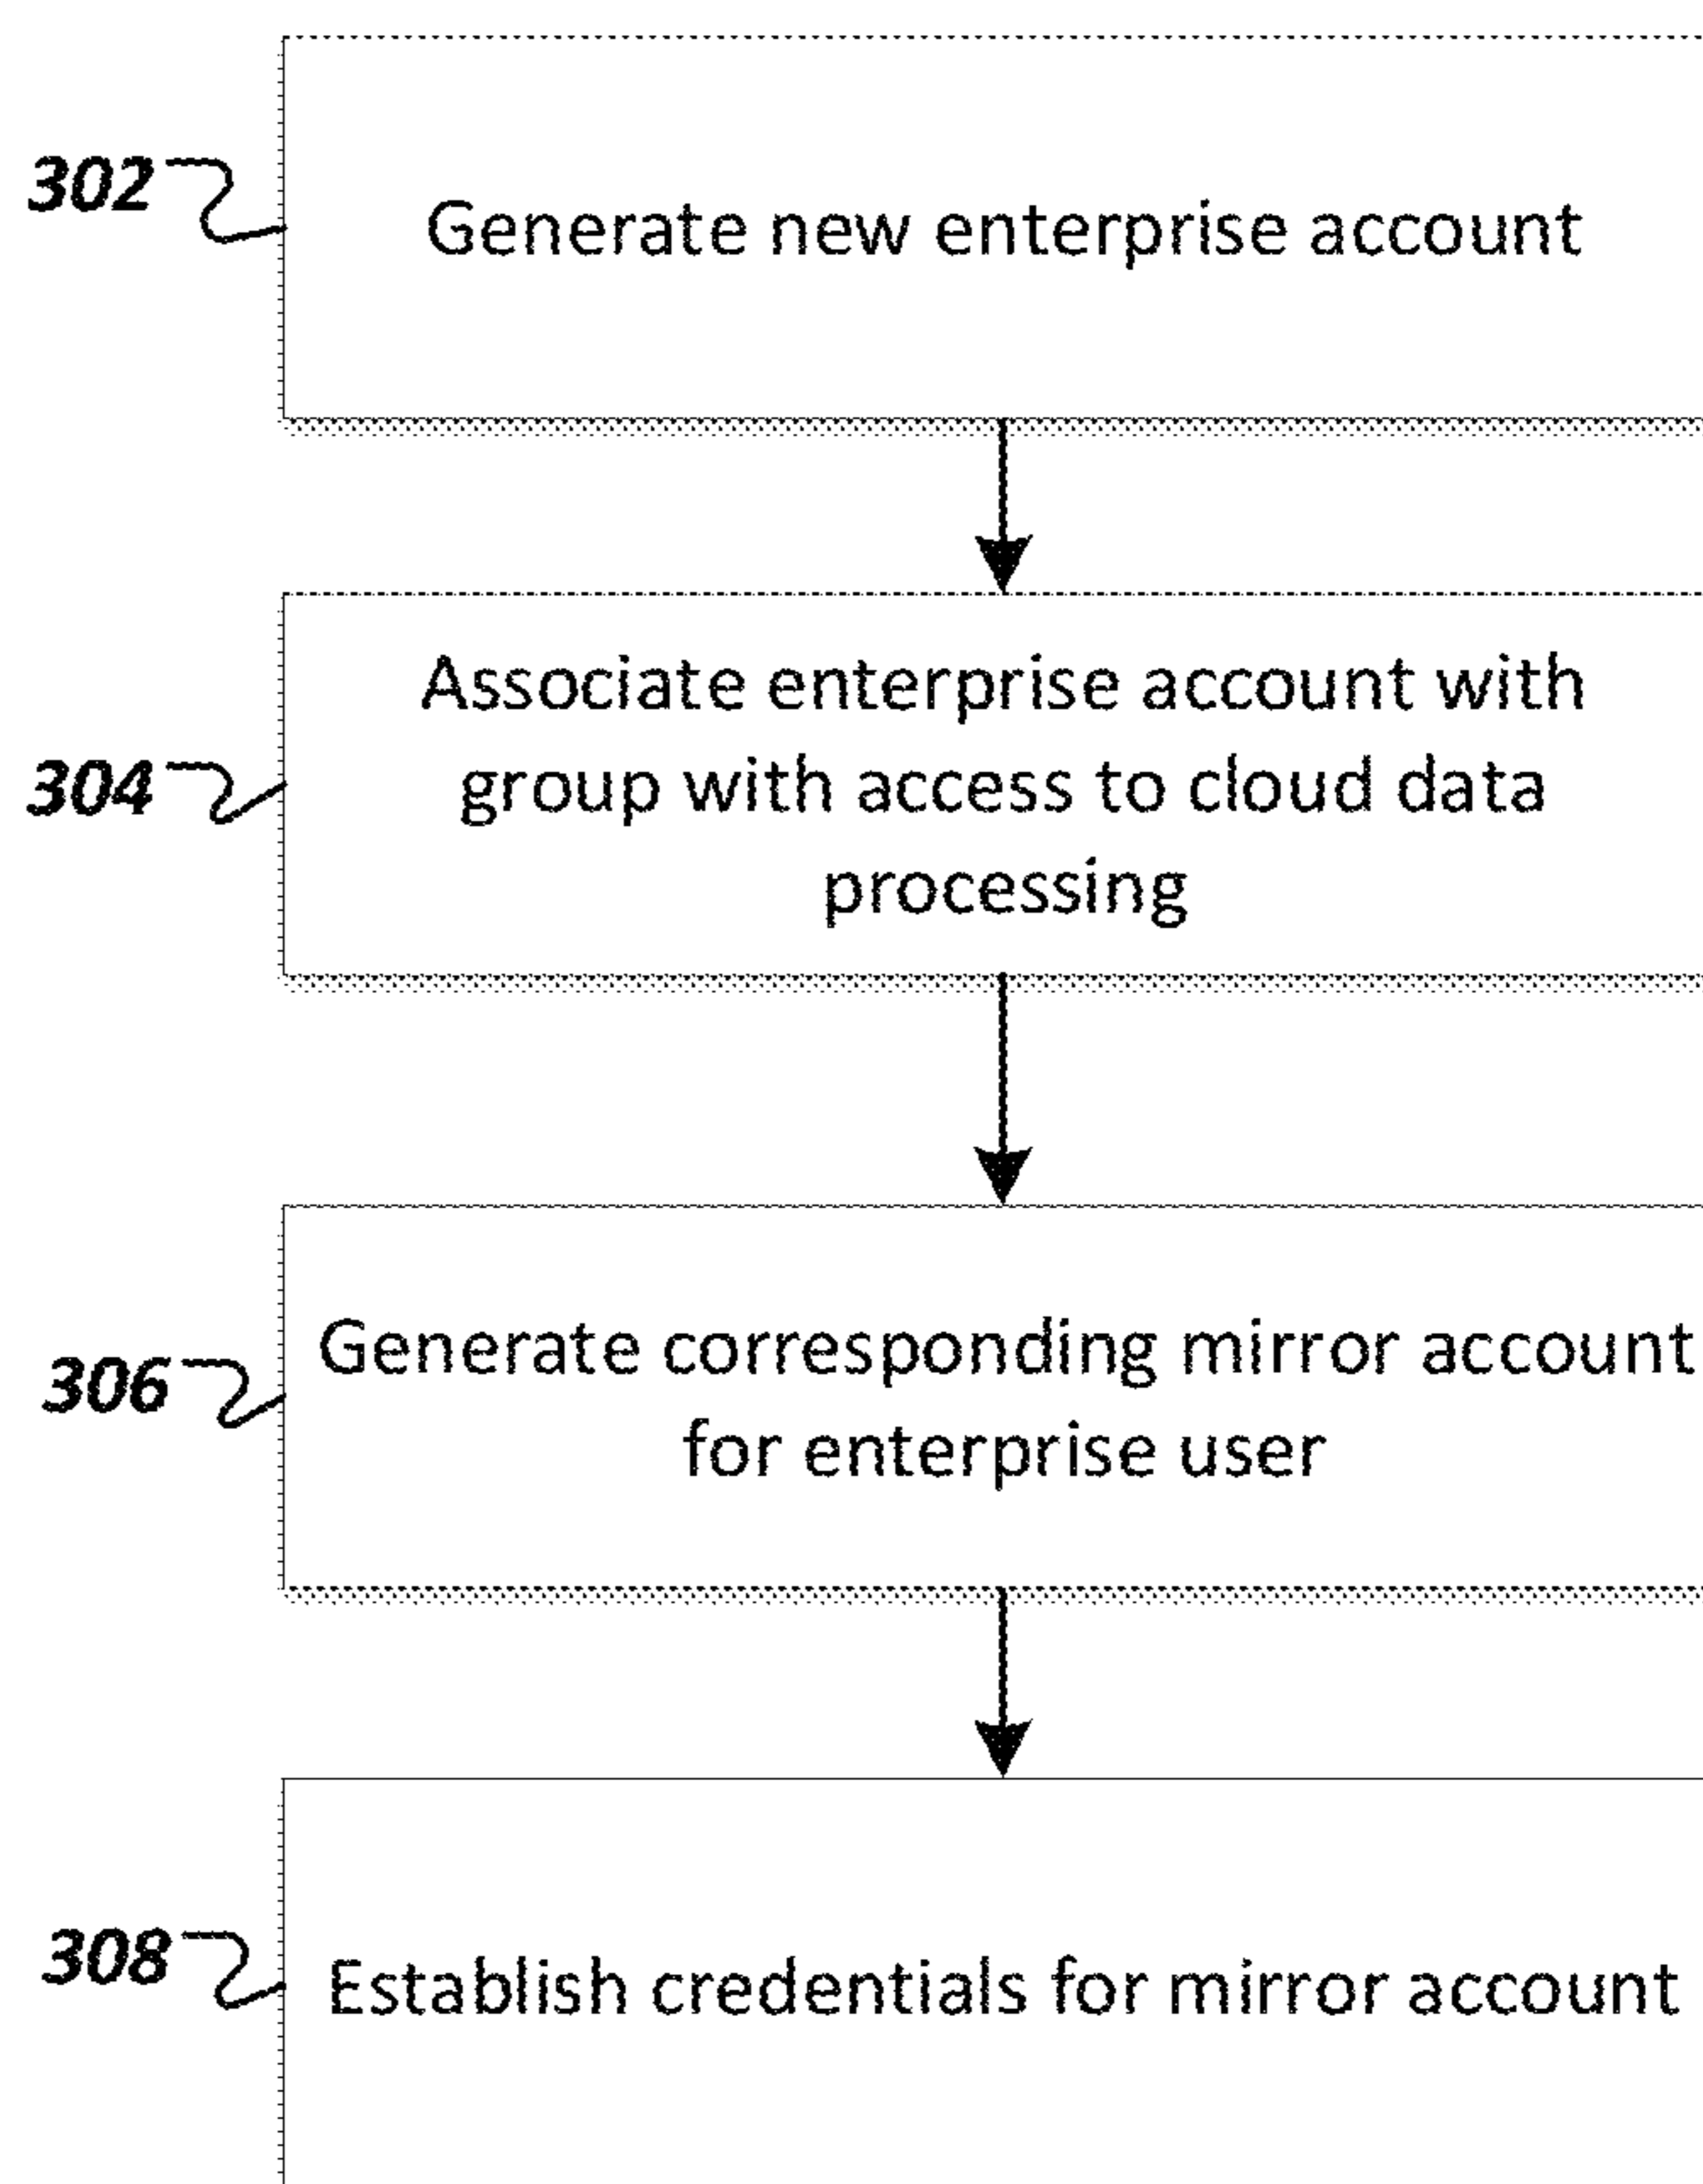 302
Generate new enterprise account
304
Associate enterprise account with
group with access to cloud data
processing
306
Generate corresponding mirror account
for enterprise user
308
Establish credentials for mirror account